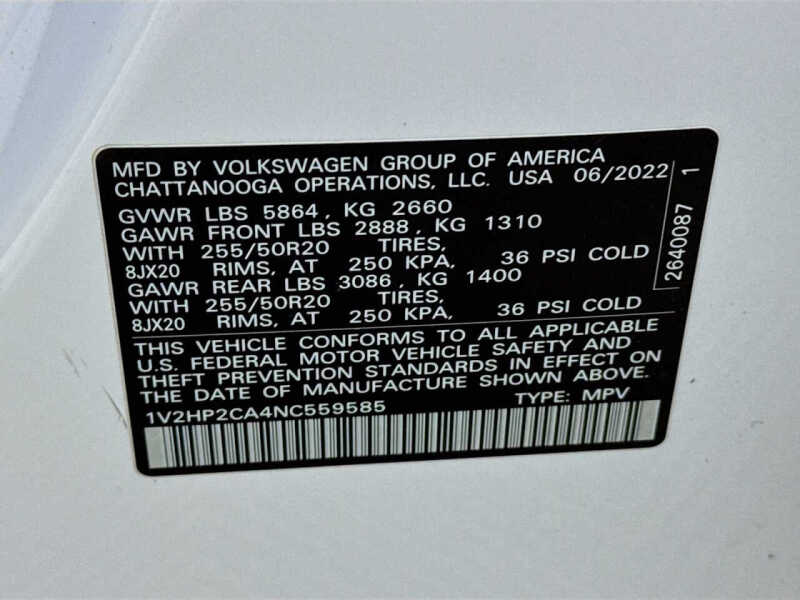 MFD BY VOLKSWAGEN GROUP OF AMERICA
CHATTANOOGA OPERATIONS, LLC. USA 06/2022
GVWR LBS 5864, KG 2660
GAWR FRONT LBS 2888, KG 1310
WITH 255/50R20 TIRES,
8JX20 RIMS, AT 250 KPA, 36 PSI COLD
GAWR REAR LBS 3086, KG 1400
WITH 255/50R20 TIRES,
8JX20 RIMS, AT 250 KPA, 36 PSI COLD
THIS VEHICLE CONFORMS TO ALL APPLICABLE
U.S. FEDERAL MOTOR VEHICLE SAFETY AND
THEFT PREVENTION STANDARDS IN EFFECT ON
THE DATE OF MANUFACTURE SHOWN ABOVE.
1V2HP2CA4NC559585 TYPE: MPV
2640087 1